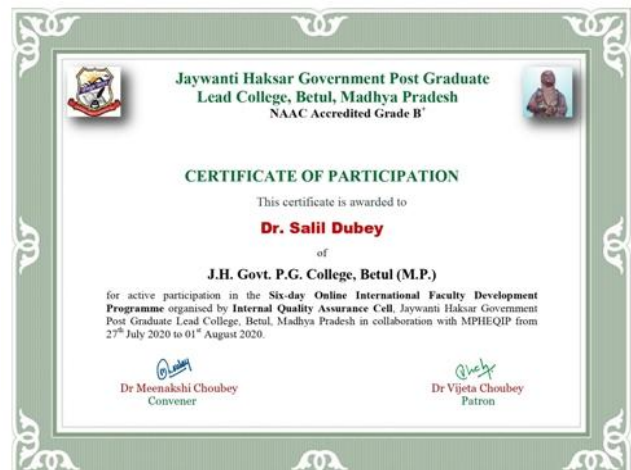 Jaywanti Haksar Government Post Graduate
Lead College, Betul, Madhya Pradesh
NAAC Accredited Grade B+
CERTIFICATE OF PARTICIPATION
This certificate is awarded to
Dr. Salil Dubey
of
J.H. Govt. P.G. College, Betul (M.P.)
for active participation in the Six-day Online International Faculty Development
Programme organised by Internal Quality Assurance Cell, Jaywanti Haksar Government
Post Graduate Lead College, Betul, Madhya Pradesh in collaboration with MPHEQIP from
27th July 2020 to 01st August 2020.
Dr Meenakshi Choubey
Convener
Dr Vijeta Choubey
Patron